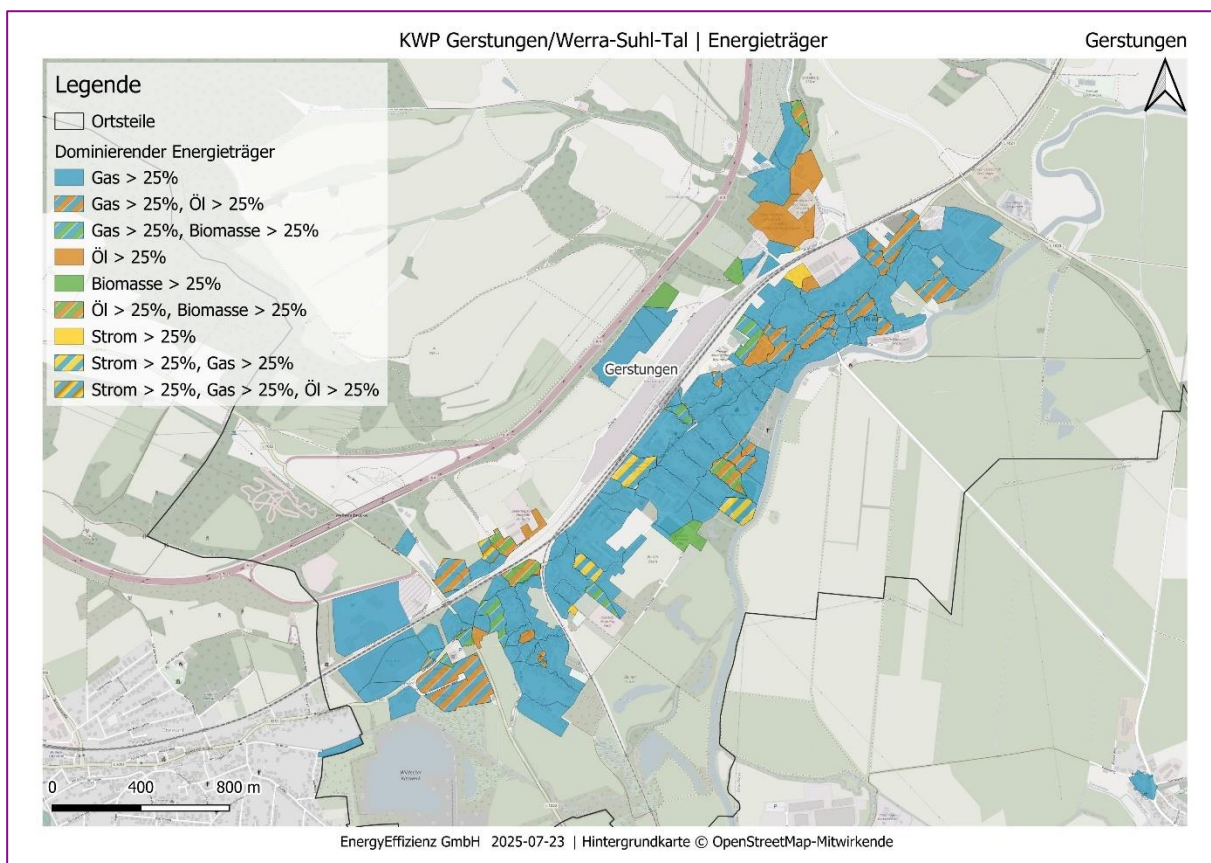 KWP Gerstungen/Werra-Suhl-Tal | Energieträger
Gerstungen
Legende
Ortsteile
Dominierender Energieträger
Gas > 25%
Gas > 25%, Öl > 25%
Gas > 25%, Biomasse > 25%
Öl > 25%
Biomasse > 25%
Öl > 25%, Biomasse > 25%
Strom > 25%
Strom > 25%, Gas > 25%
Strom > 25%, Gas > 25%, Öl > 25%
Gerstungen
0 400 800 m
EnergyEffizienz GmbH 2025-07-23 | Hintergrundkarte © OpenStreetMap-Mitwirkende